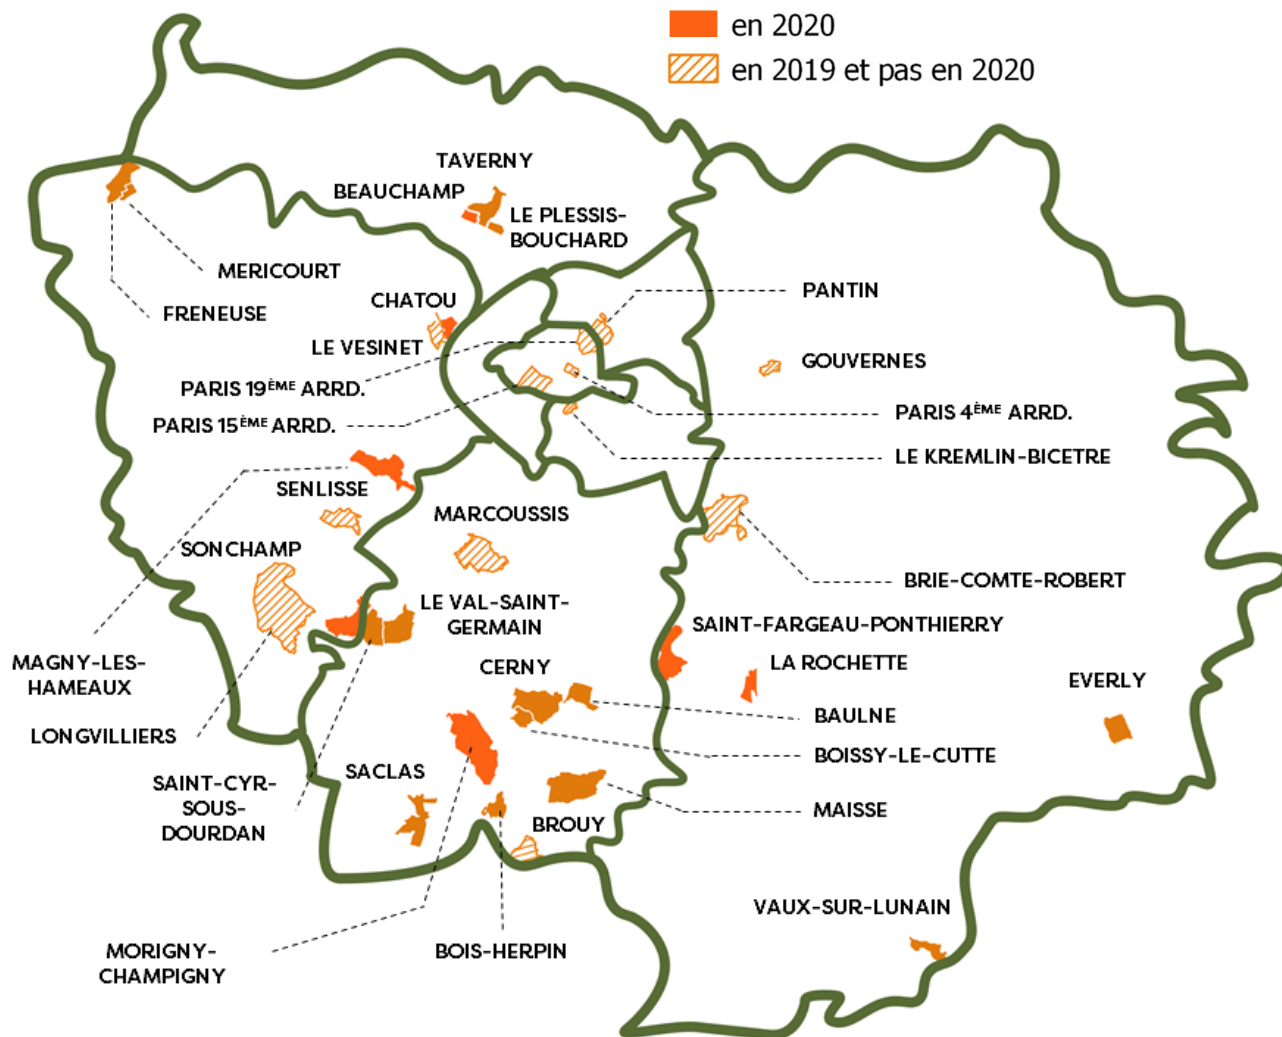 en 2020
en 2019 et pas en 2020
TAVERNY
BEAUCHAMP
LE PLESSIS-
BOUCHARD
MERICOURT
FRENEUSE
CHATOU
LE VESINET
PANTIN
GOUVERNES
PARIS 19ÈME ARRD.
PARIS 15ÈME ARRD.
PARIS 4ÈME ARRD.
LE KREMLIN-BICETRE
SENLISSE
MARCOUSSIS
SONCHAMP
BRIE-COMTE-ROBERT
LE VAL-SAINT-
GERMAIN
SAINT-FARGEAU-PONTHIERRY
MAGNY-LES-
HAMEAUX
CERNY
LA ROCHETTE
EVERLY
LONGVILLIERS
BAULNE
BOISSY-LE-CUTTE
SAINT-CYR-
SOUS-
DOURDAN
SACLAS
MAISSE
BROUY
VAUX-SUR-LUNAIN
MORIGNY-
CHAMPIGNY
BOIS-HERPIN